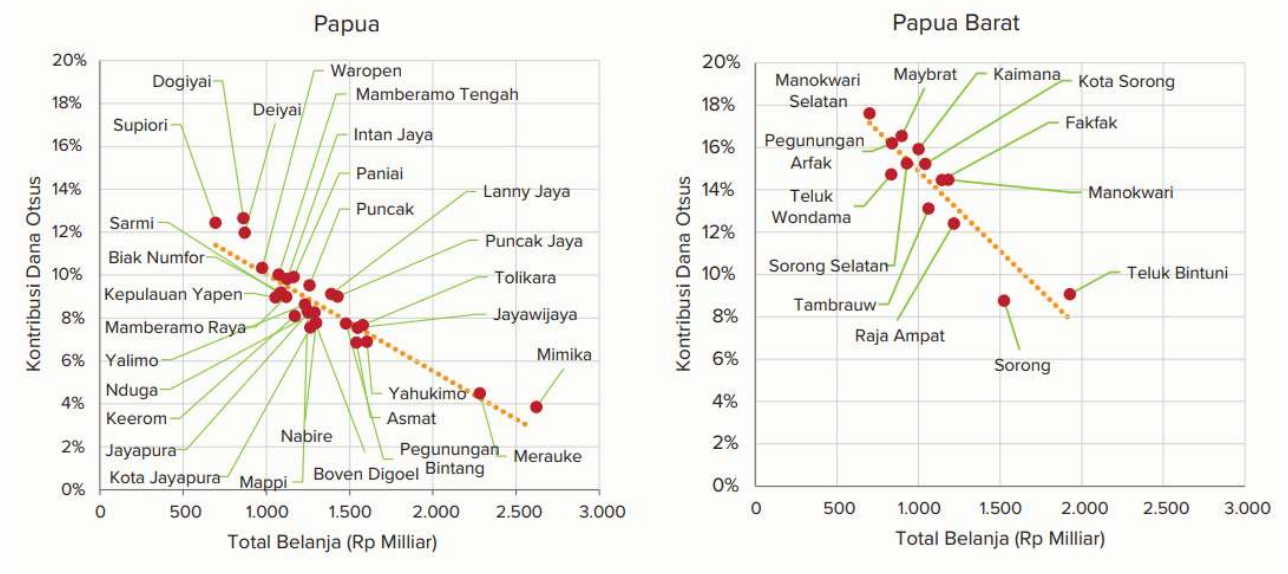 Papua
Kontribusi Dana Otsus
20%
18%
16%
14%
12%
10%
8%
6%
4%
2%
0%
Waropen
Dogiyai
Mamberamo Tengah
Deiyai
Supiori
Intan Jaya
Paniai
Lanny Jaya
Puncak
Sarmi
Puncak Jaya
Biak Numfor
Tolikara
Kepulauan Yapen
Jayawijaya
Mamberamo Raya
Mimika
Yalimo
Nduga
Yahukimo
Keerom
Asmat
Nabire
Jayapura
Pegunungan
Bintang
Merauke
Kota Jayapura
Mappi
Boven Digoel
0
500
1.000
1.500
2.000
2.500
3.000
Total Belanja (Rp Milliar)
Papua Barat
Kontribusi Dana Otsus
20%
18%
16%
14%
12%
10%
8%
6%
4%
2%
0%
Manokwari
Selatan
Maybrat
Kaimana
Kota Sorong
Fakfak
Pegunungan
Arfak
Manokwari
Teluk
Wondama
Sorong Selatan
Teluk Bintuni
Tambrauw
Raja Ampat
Sorong
0
500
1.000
1.500
2.000
2.500
3.000
Total Belanja (Rp Milliar)